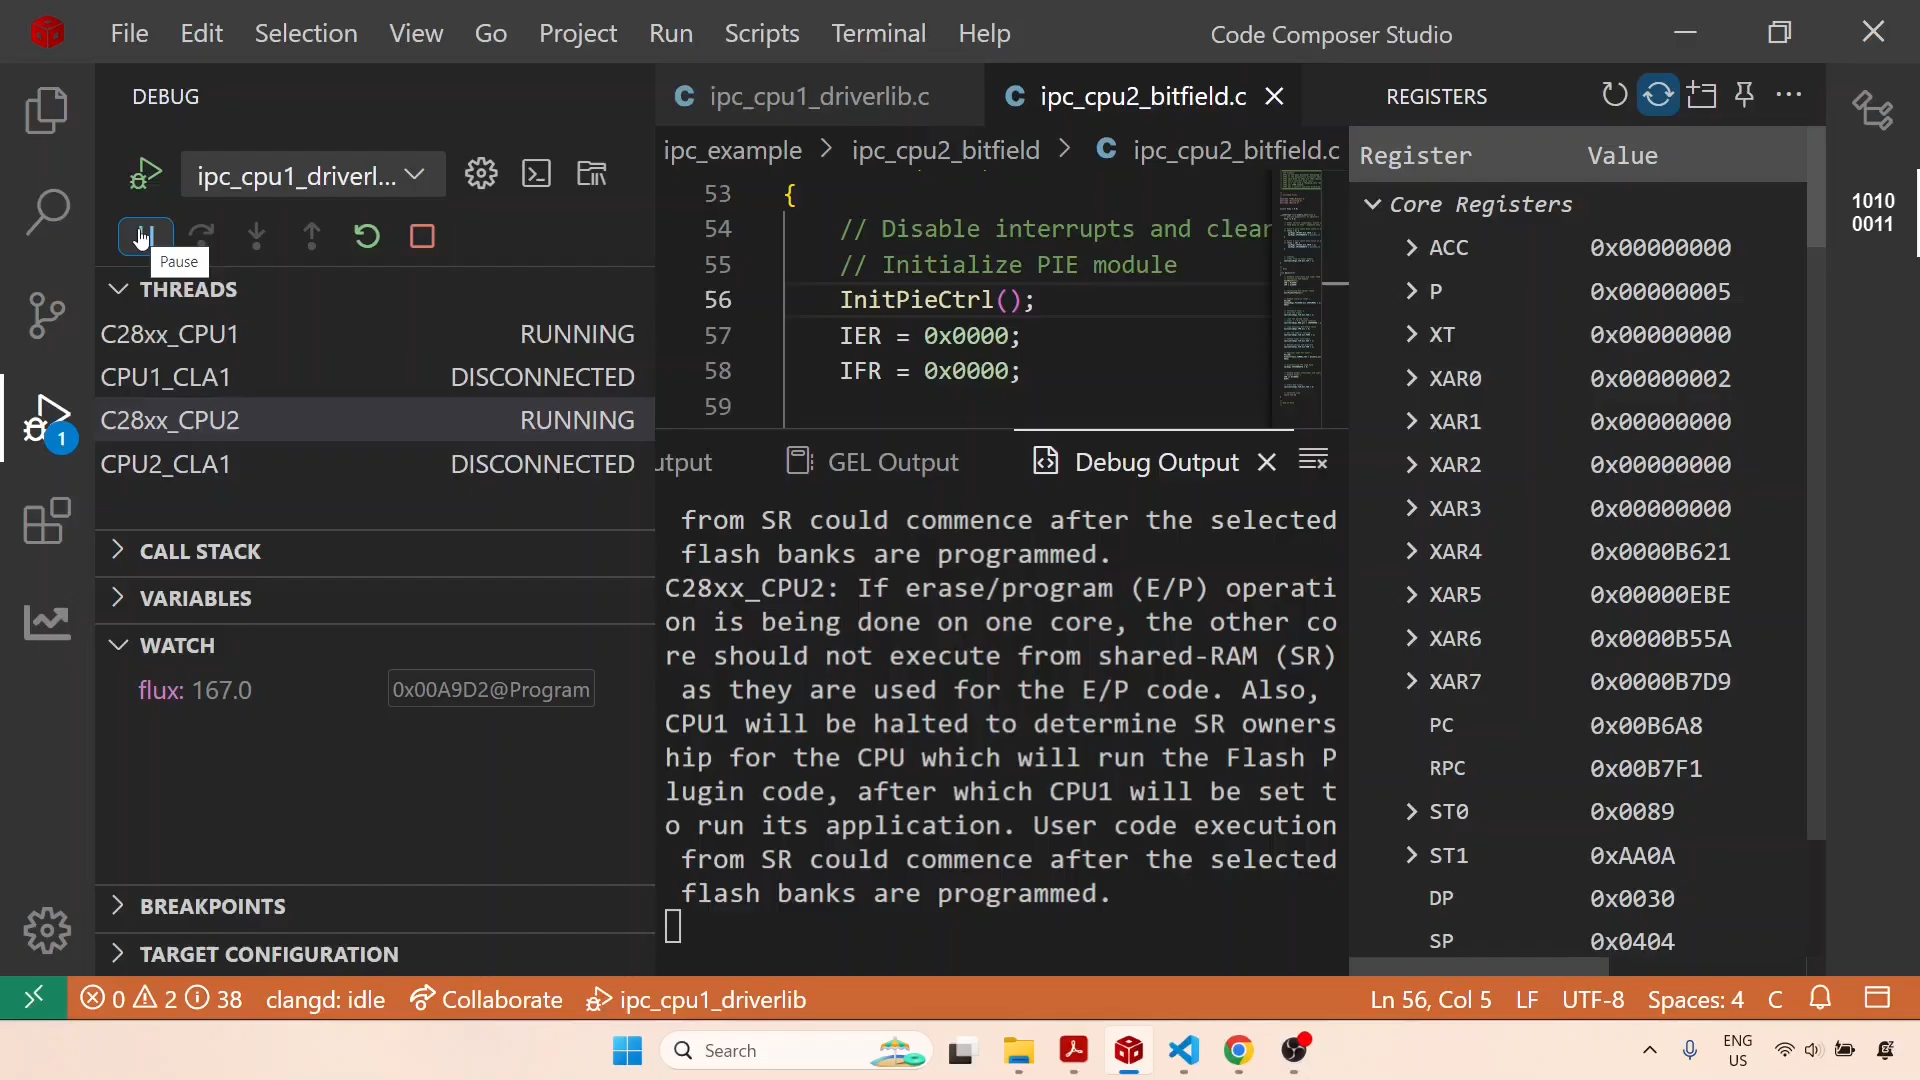 File Edit Selection View Go Project Run Scripts Terminal Help
Code Composer Studio
DEBUG
ipc_cpu1_driverl...
Pause
THREADS
C28xx_CPU1 RUNNING
CPU1_CLA1 DISCONNECTED
C28xx_CPU2 RUNNING
CPU2_CLA1 DISCONNECTED
CALL STACK
VARIABLES
WATCH
flux: 167.0 0x00A9D2@Program
BREAKPOINTS
TARGET CONFIGURATION
1
ipc_cpu1_driverlib.c ipc_cpu2_bitfield.c
ipc_example > ipc_cpu2_bitfield > C ipc_cpu2_bitfield.c
53 {
54 // Disable interrupts and clear
55 // Initialize PIE module
56 InitPieCtrl();
57 IER = 0x0000;
58 IFR = 0x0000;
59
utput GEL Output Debug Output
from SR could commence after the selected
flash banks are programmed.
C28xx_CPU2: If erase/program (E/P) operati
on is being done on one core, the other co
re should not execute from shared-RAM (SR)
as they are used for the E/P code. Also,
CPU1 will be halted to determine SR owners
hip for the CPU which will run the Flash P
lugin code, after which CPU1 will be set t
o run its application. User code execution
from SR could commence after the selected
flash banks are programmed.
REGISTERS
Register Value
Core Registers
ACC 0x00000000
P 0x00000005
XT 0x00000000
XAR0 0x00000002
XAR1 0x00000000
XAR2 0x00000000
XAR3 0x00000000
XAR4 0x0000B621
XAR5 0x00000EBE
XAR6 0x0000B55A
XAR7 0x0000B7D9
PC 0x00B6A8
RPC 0x00B7F1
ST0 0x0089
ST1 0xAA0A
DP 0x0030
SP 0x0404
1010
0011
0 2 38 clangd: idle Collaborate ipc_cpu1_driverlib
Ln 56, Col 5 LF UTF-8 Spaces: 4 C
Search
ENG
US